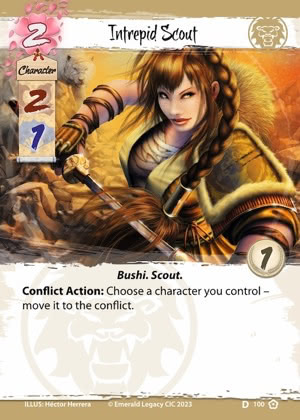 2
Intrepid Scout
Character
2
1
1
Bushi. Scout.
Conflict Action: Choose a character you control –
move it to the conflict.
ILLUS: Héctor Herrera © Emerald Legacy CIC 2023 D 100